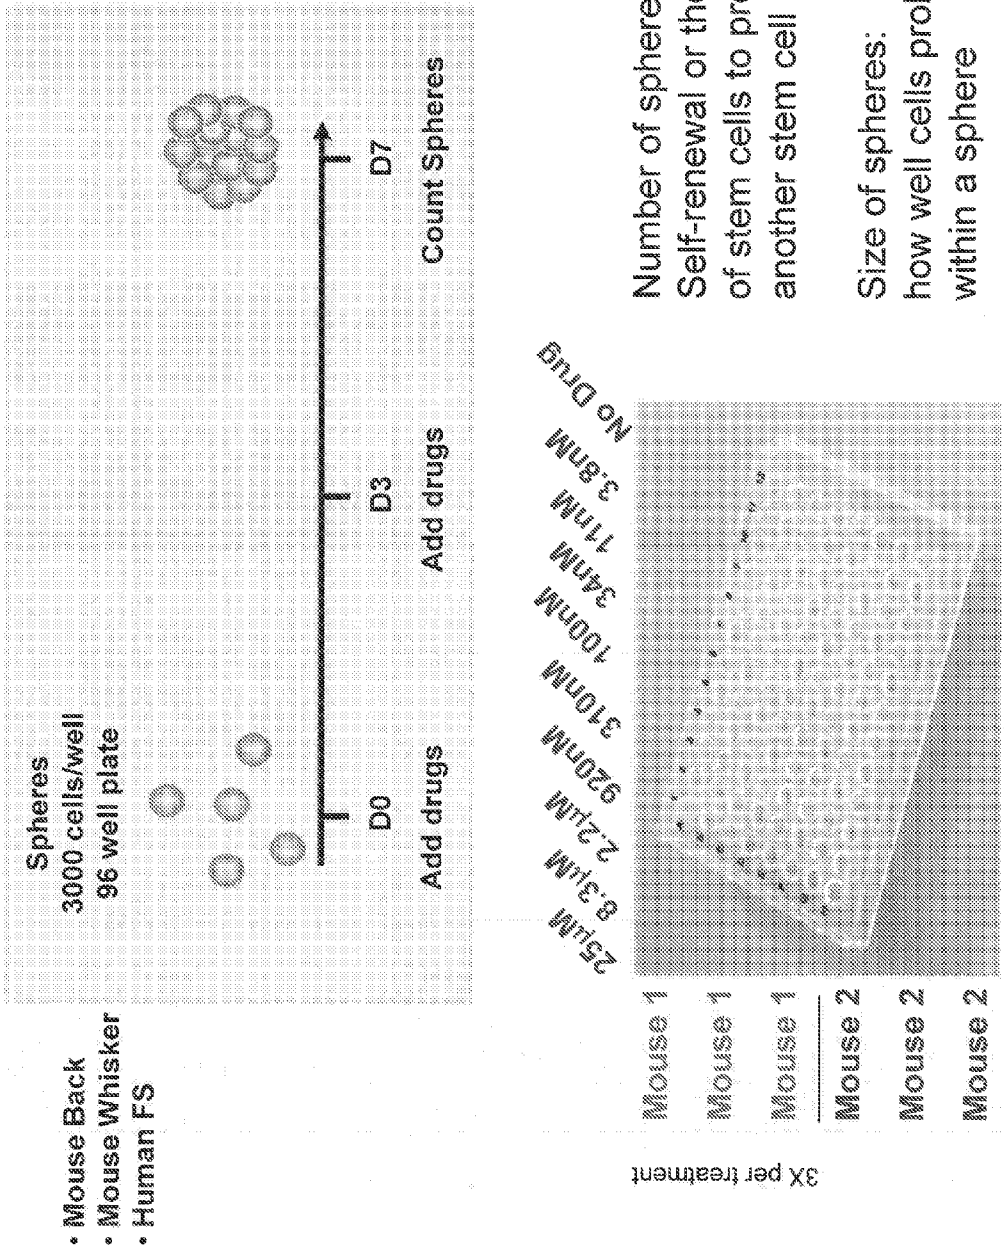 • Mouse Back
• Mouse Whisker
• Human FS
Spheres
3000 cells/well
96 well plate
D0
D3
D7
Add drugs
Add drugs
Count Spheres
3X per treatment
Mouse 1
Mouse 1
Mouse 1
Mouse 2
Mouse 2
Mouse 2
25µM
8.3µM
2.2µM
920nM
310nM
100nM
34nM
11nM
3.8nM
No Drug
Number of sphere
Self-renewal or the
of stem cells to pr
another stem cell
Size of spheres:
how well cells prol
within a sphere